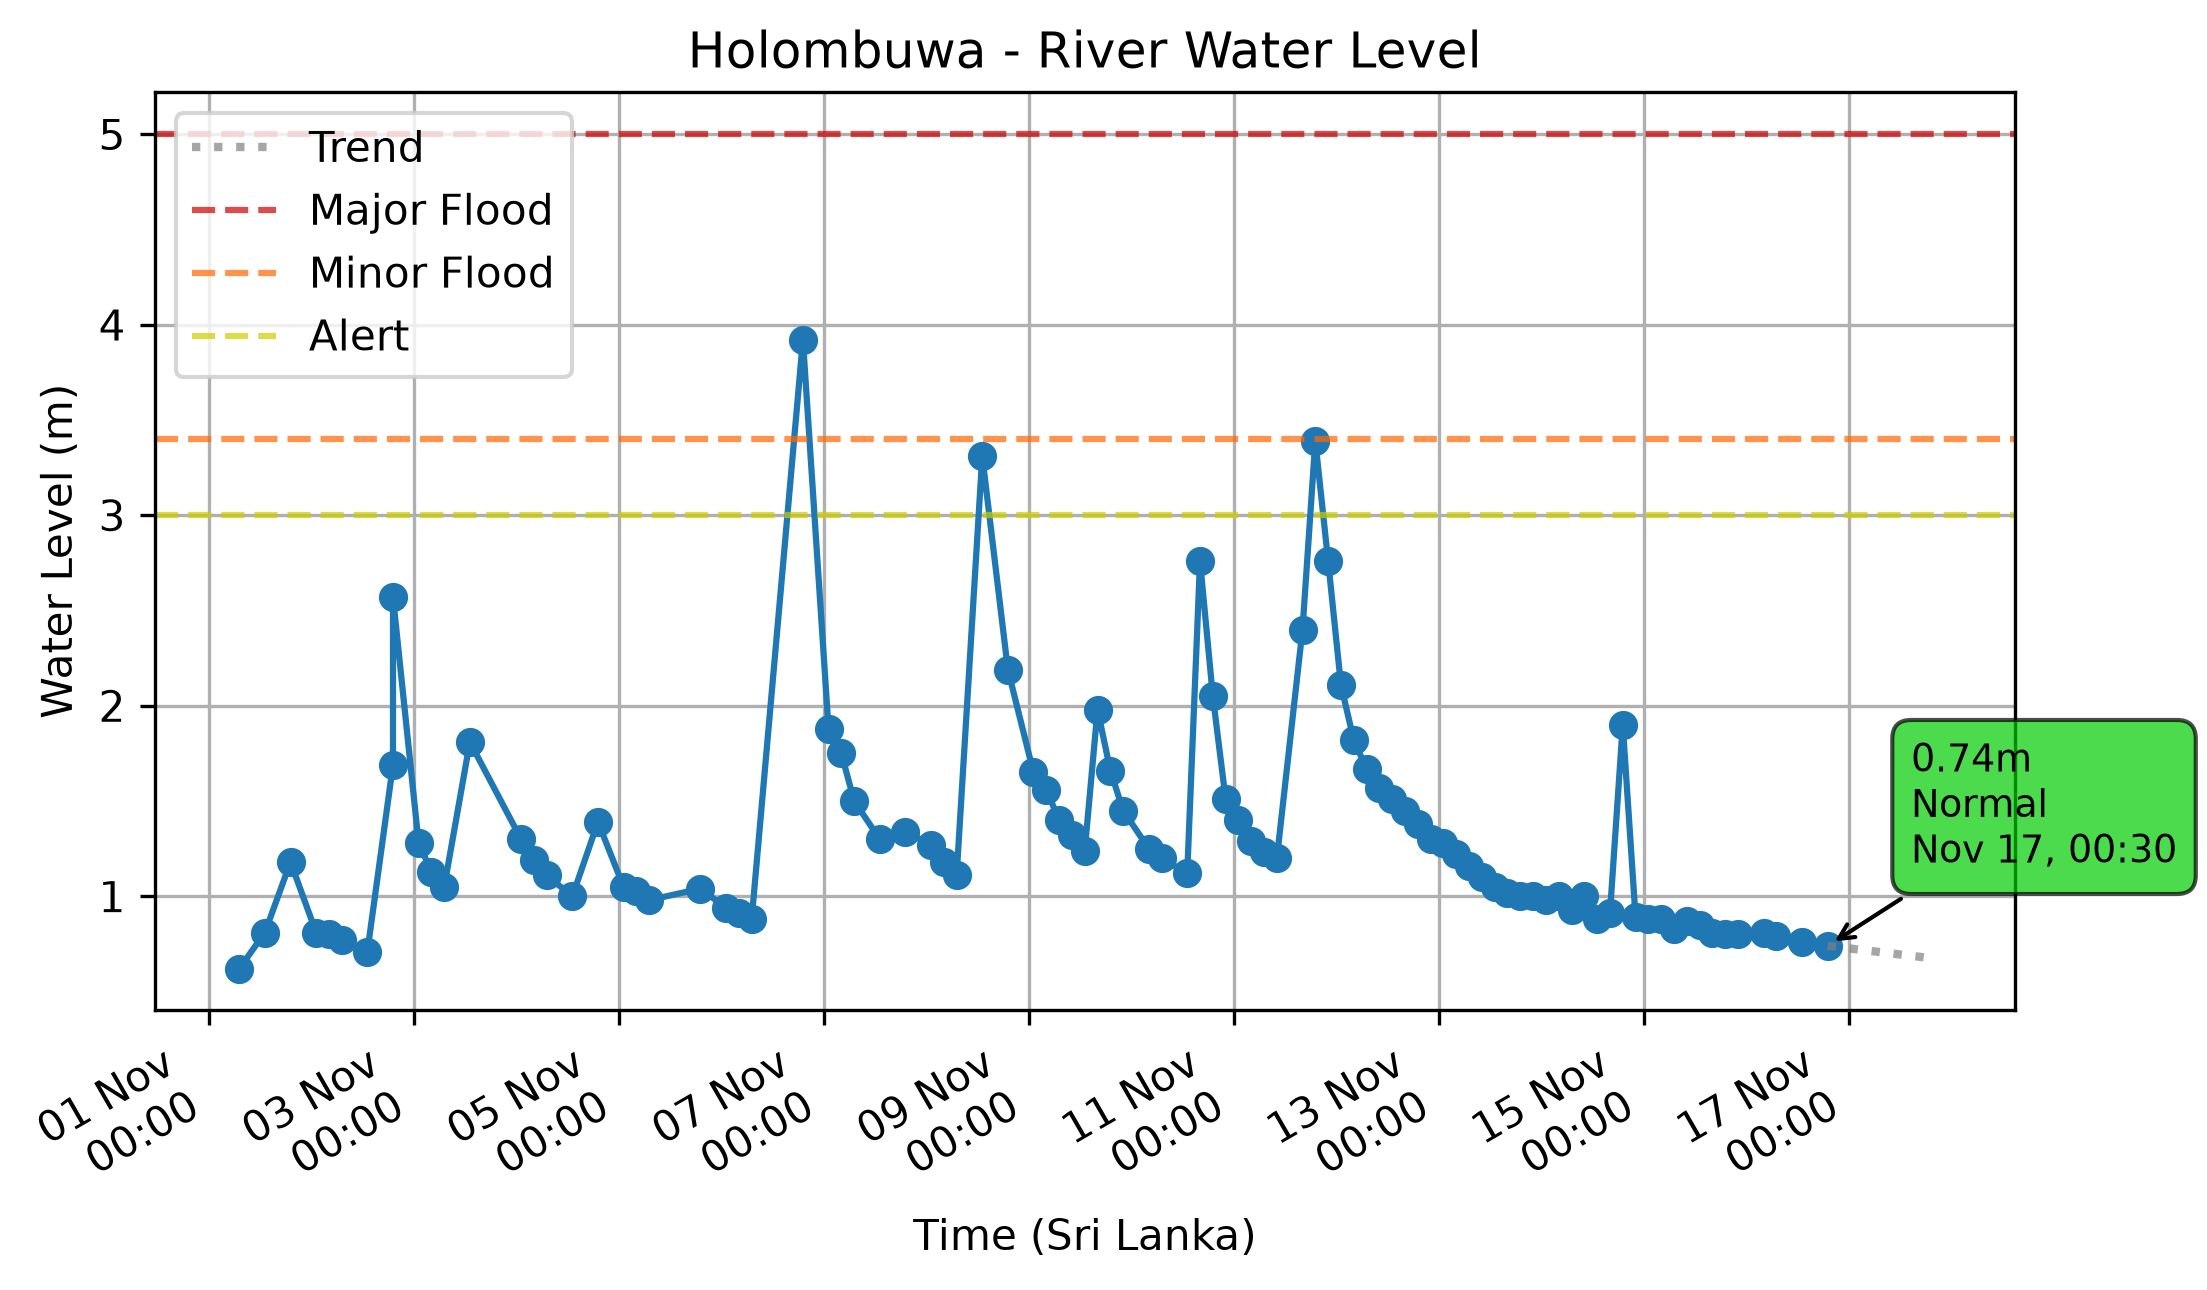 Holombuwa - River Water Level
Trend
Major Flood
Minor Flood
Alert
Water Level (m)
5
4
3
2
1
0.74m
Normal
Nov 17, 00:30
01 Nov
00:00
03 Nov
00:00
05 Nov
00:00
07 Nov
00:00
09 Nov
00:00
11 Nov
00:00
13 Nov
00:00
15 Nov
00:00
17 Nov
00:00
Time (Sri Lanka)